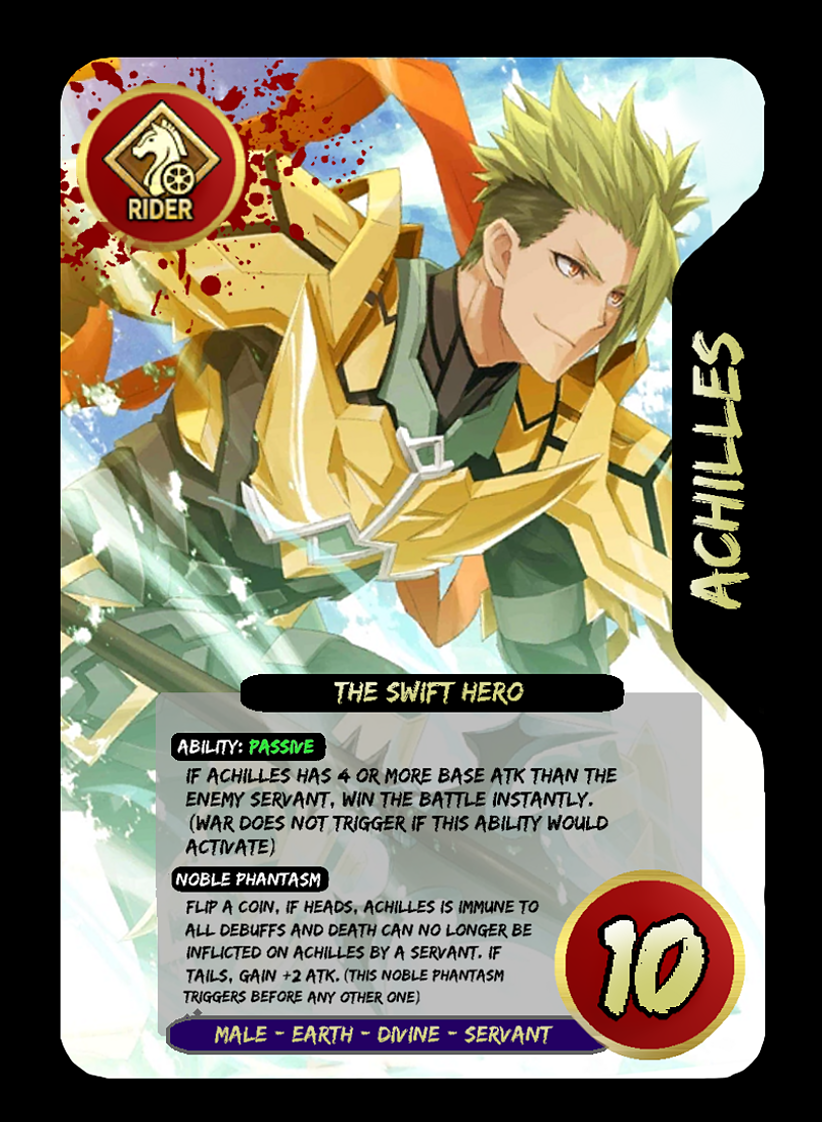 RIDER
ACHILLES
THE SWIFT HERO
ABILITY: PASSIVE
IF ACHILLES HAS 4 OR MORE BASE ATK THAN THE
ENEMY SERVANT, WIN THE BATTLE INSTANTLY.
(WAR DOES NOT TRIGGER IF THIS ABILITY WOULD
ACTIVATE)
NOBLE PHANTASM
FLIP A COIN, IF HEADS, ACHILLES IS IMMUNE TO
ALL DEBUFFS AND DEATH CAN NO LONGER BE
INFLICTED ON ACHILLES BY A SERVANT. IF
TAILS, GAIN +2 ATK. (THIS NOBLE PHANTASM
TRIGGERS BEFORE ANY OTHER ONE)
10
MALE - EARTH - DIVINE - SERVANT